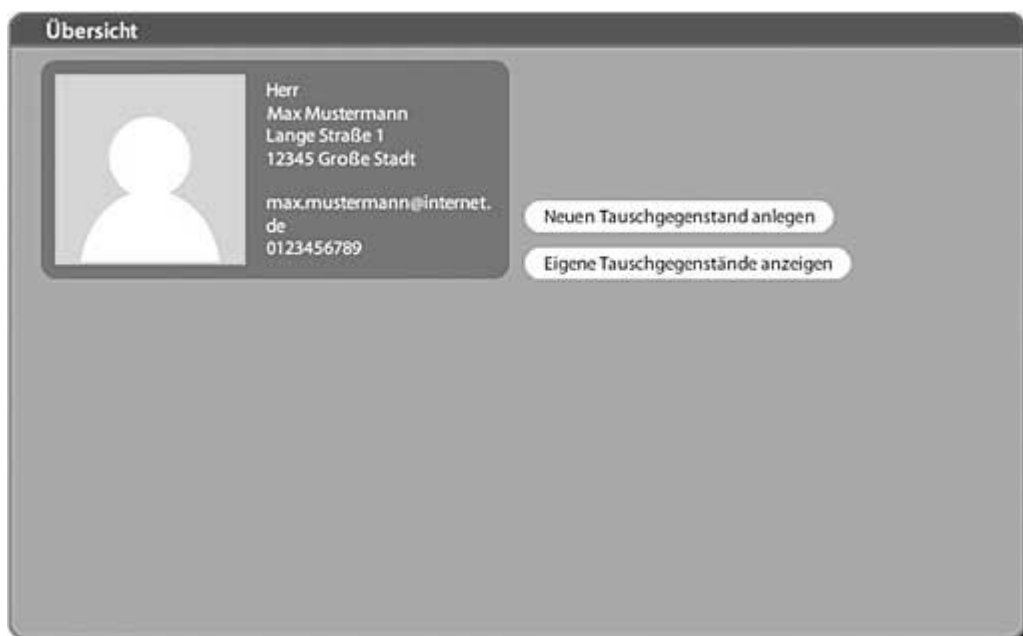 Übersicht
Herr
Max Mustermann
Lange Straße 1
12345 Große Stadt
max.mustermann@internet.
de
0123456789
Neuen Tauschgegenstand anlegen
Eigene Tauschgegenstände anzeigen